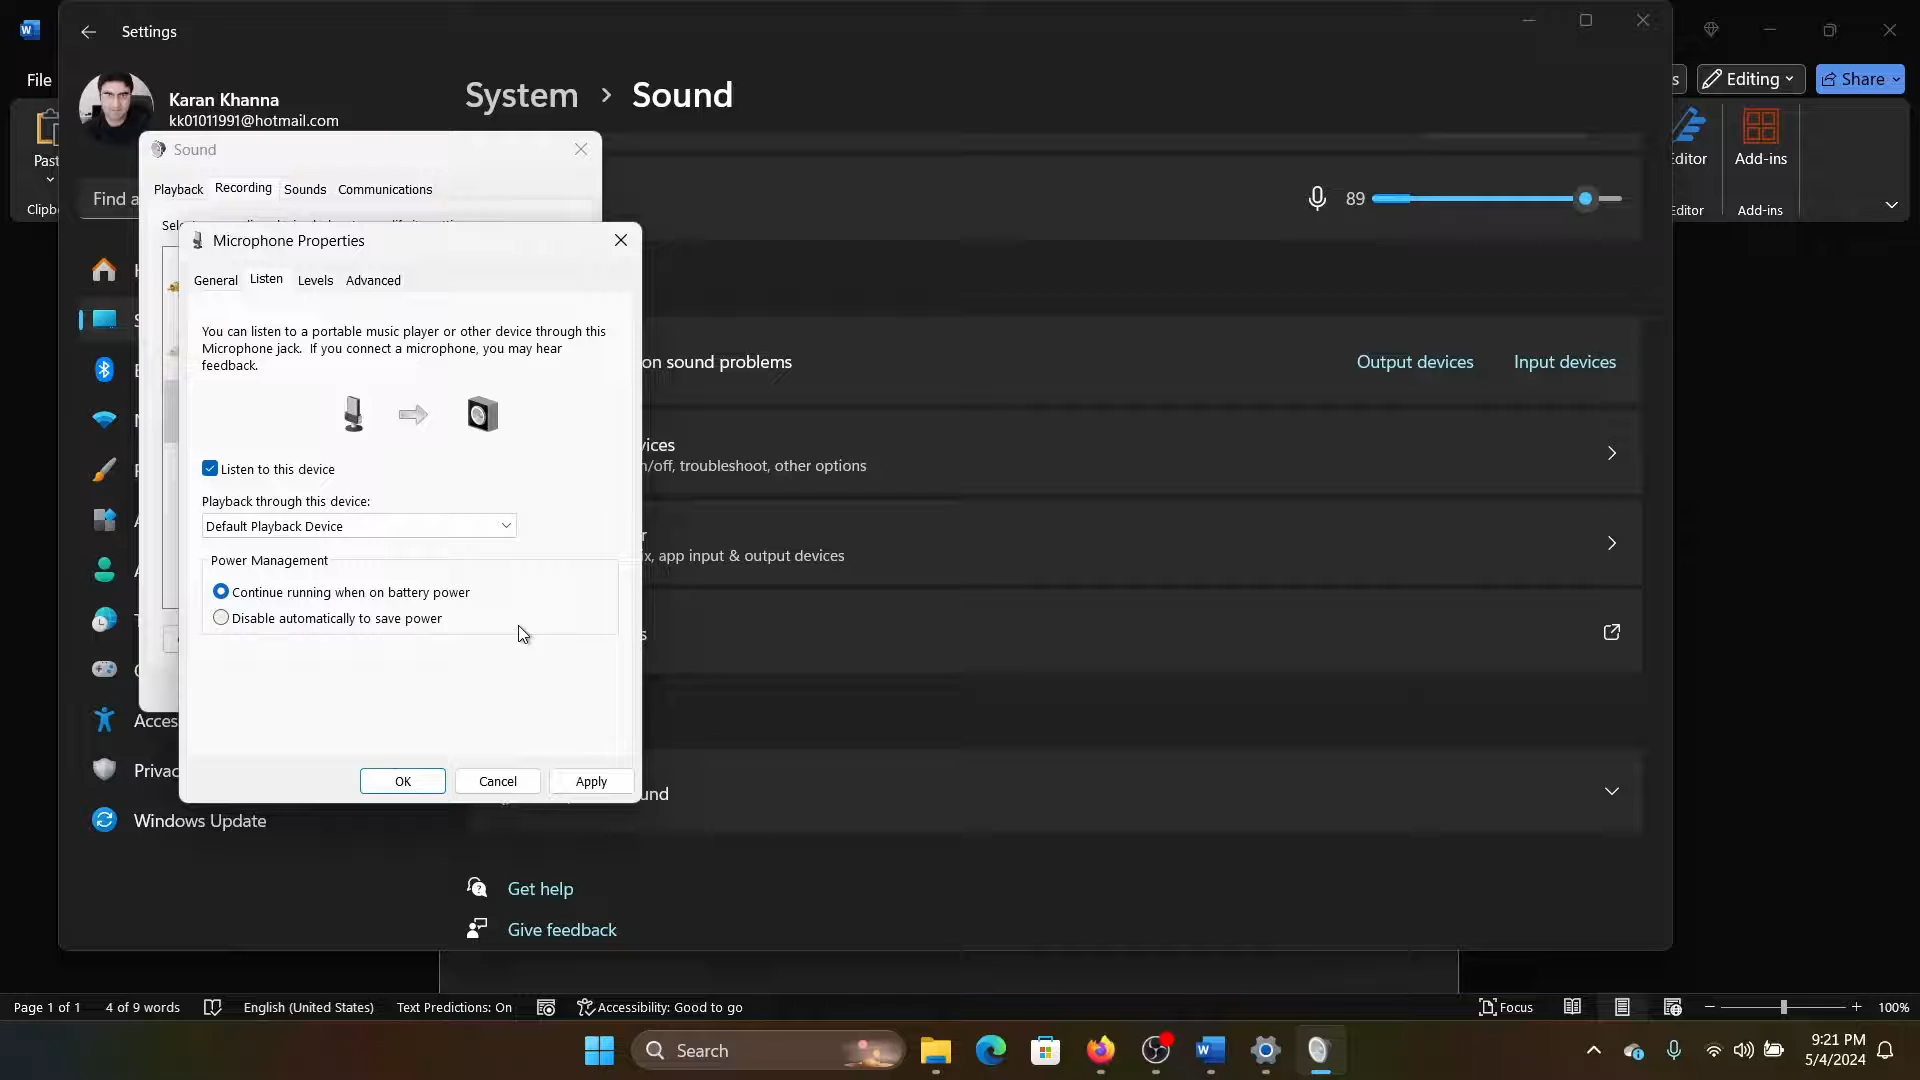 Settings
File
Editing
Share
Karan Khanna
kk01011991@hotmail.com
System > Sound
Sound
Playback Recording Sounds Communications
Add-ins
89
Add-ins
Microphone Properties
General Listen Levels Advanced
You can listen to a portable music player or other device through this
Microphone jack. If you connect a microphone, you may hear
feedback.
on sound problems
Output devices Input devices
n/off, troubleshoot, other options
Listen to this device
Playback through this device:
Default Playback Device
Power Management
x, app input & output devices
Continue running when on battery power
Disable automatically to save power
OK Cancel Apply
Windows Update
Get help
Give feedback
Page 1 of 1 4 of 9 words English (United States) Text Predictions: On Accessibility: Good to go Focus 100%
Search
9:21 PM
5/4/2024